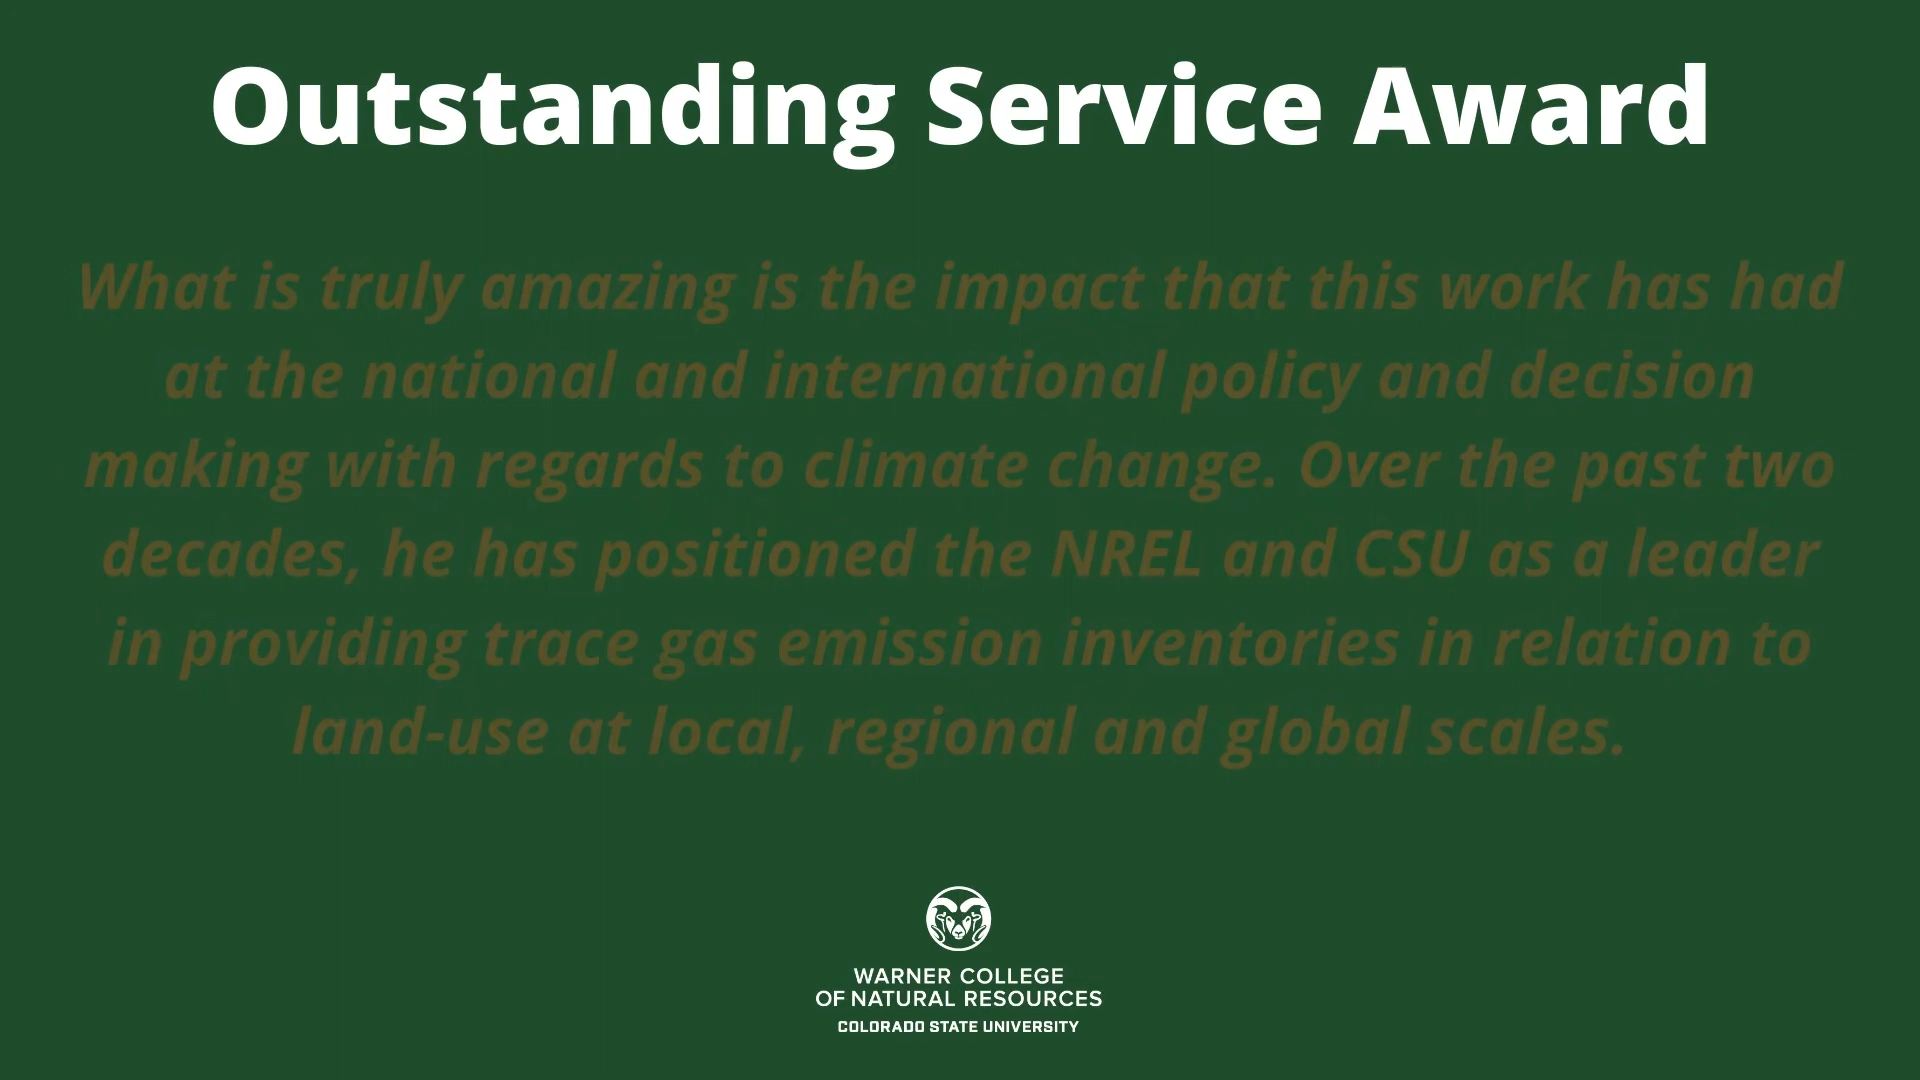 Outstanding Service Award
What is truly amazing is the impact that this work has had
at the national and international policy and decision
making with regards to climate change. Over the past two
decades, he has positioned the NREL and CSU as a leader
in providing trace gas emission inventories in relation to
land-use at local, regional and global scales.
WARNER COLLEGE
OF NATURAL RESOURCES
COLORADO STATE UNIVERSITY